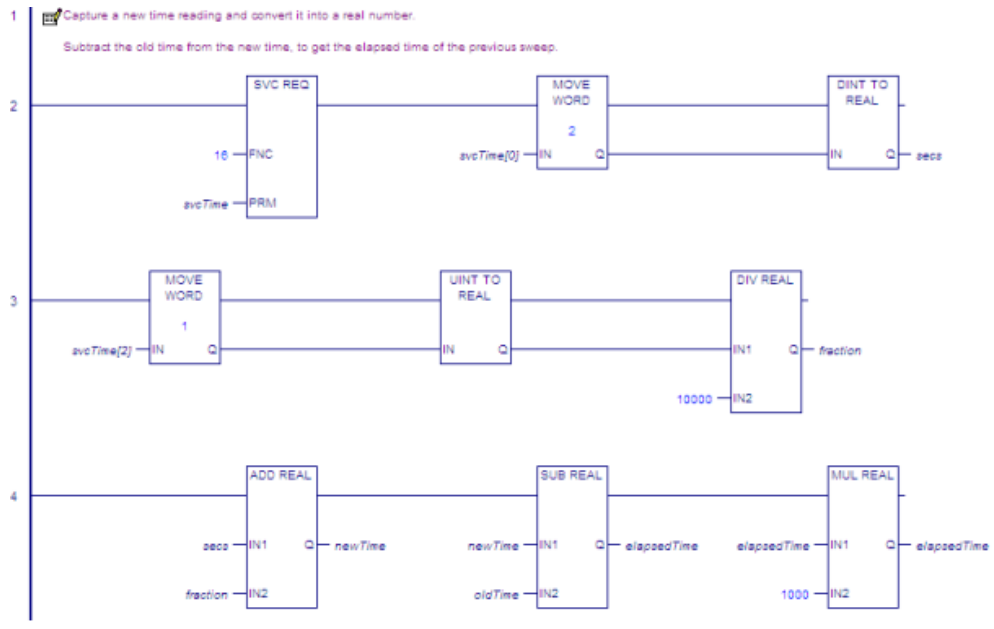 1 Capture a new time reading and convert it into a real number.
Subtract the old time from the new time, to get the elapsed time of the previous sweep.
2
SVC REQ
16 FNC
svcTime PRM
MOVE
WORD
2
svcTime[0] IN Q
DINT TO
REAL
IN Q secs
3
MOVE
WORD
1
svcTime[2] IN Q
UINT TO
REAL
IN Q
DIV REAL
IN1 Q fraction
10000 IN2
4
ADD REAL
secs IN1 Q newTime
fraction IN2
SUB REAL
newTime IN1 Q elapsedTime
oldTime IN2
MUL REAL
elapsedTime IN1 Q elapsedTime
1000 IN2